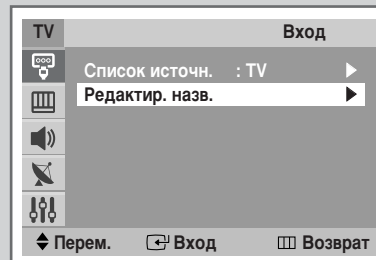 TV Вход
Список источн. : TV
Редактир. назв.
Перем. Вход Возврат